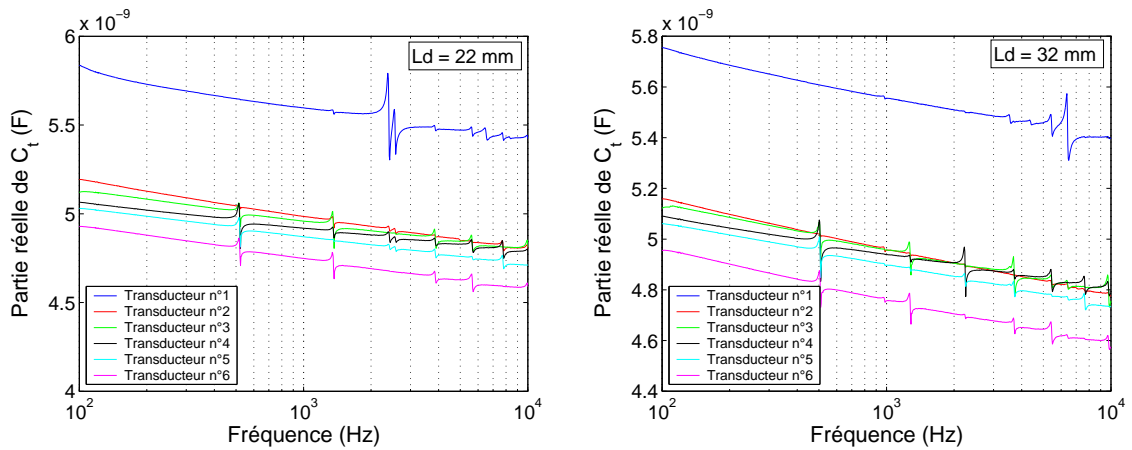 x 10⁻⁹
6
5.5
5
4.5
4
Partie réelle de Cₜ (F)
Ld = 22 mm
Transducteur n°1
Transducteur n°2
Transducteur n°3
Transducteur n°4
Transducteur n°5
Transducteur n°6
10² 10³ 10⁴
Fréquence (Hz)
x 10⁻⁹
5.8
5.6
5.4
5.2
5
4.8
4.6
4.4
Partie réelle de Cₜ (F)
Ld = 32 mm
Transducteur n°1
Transducteur n°2
Transducteur n°3
Transducteur n°4
Transducteur n°5
Transducteur n°6
10² 10³ 10⁴
Fréquence (Hz)